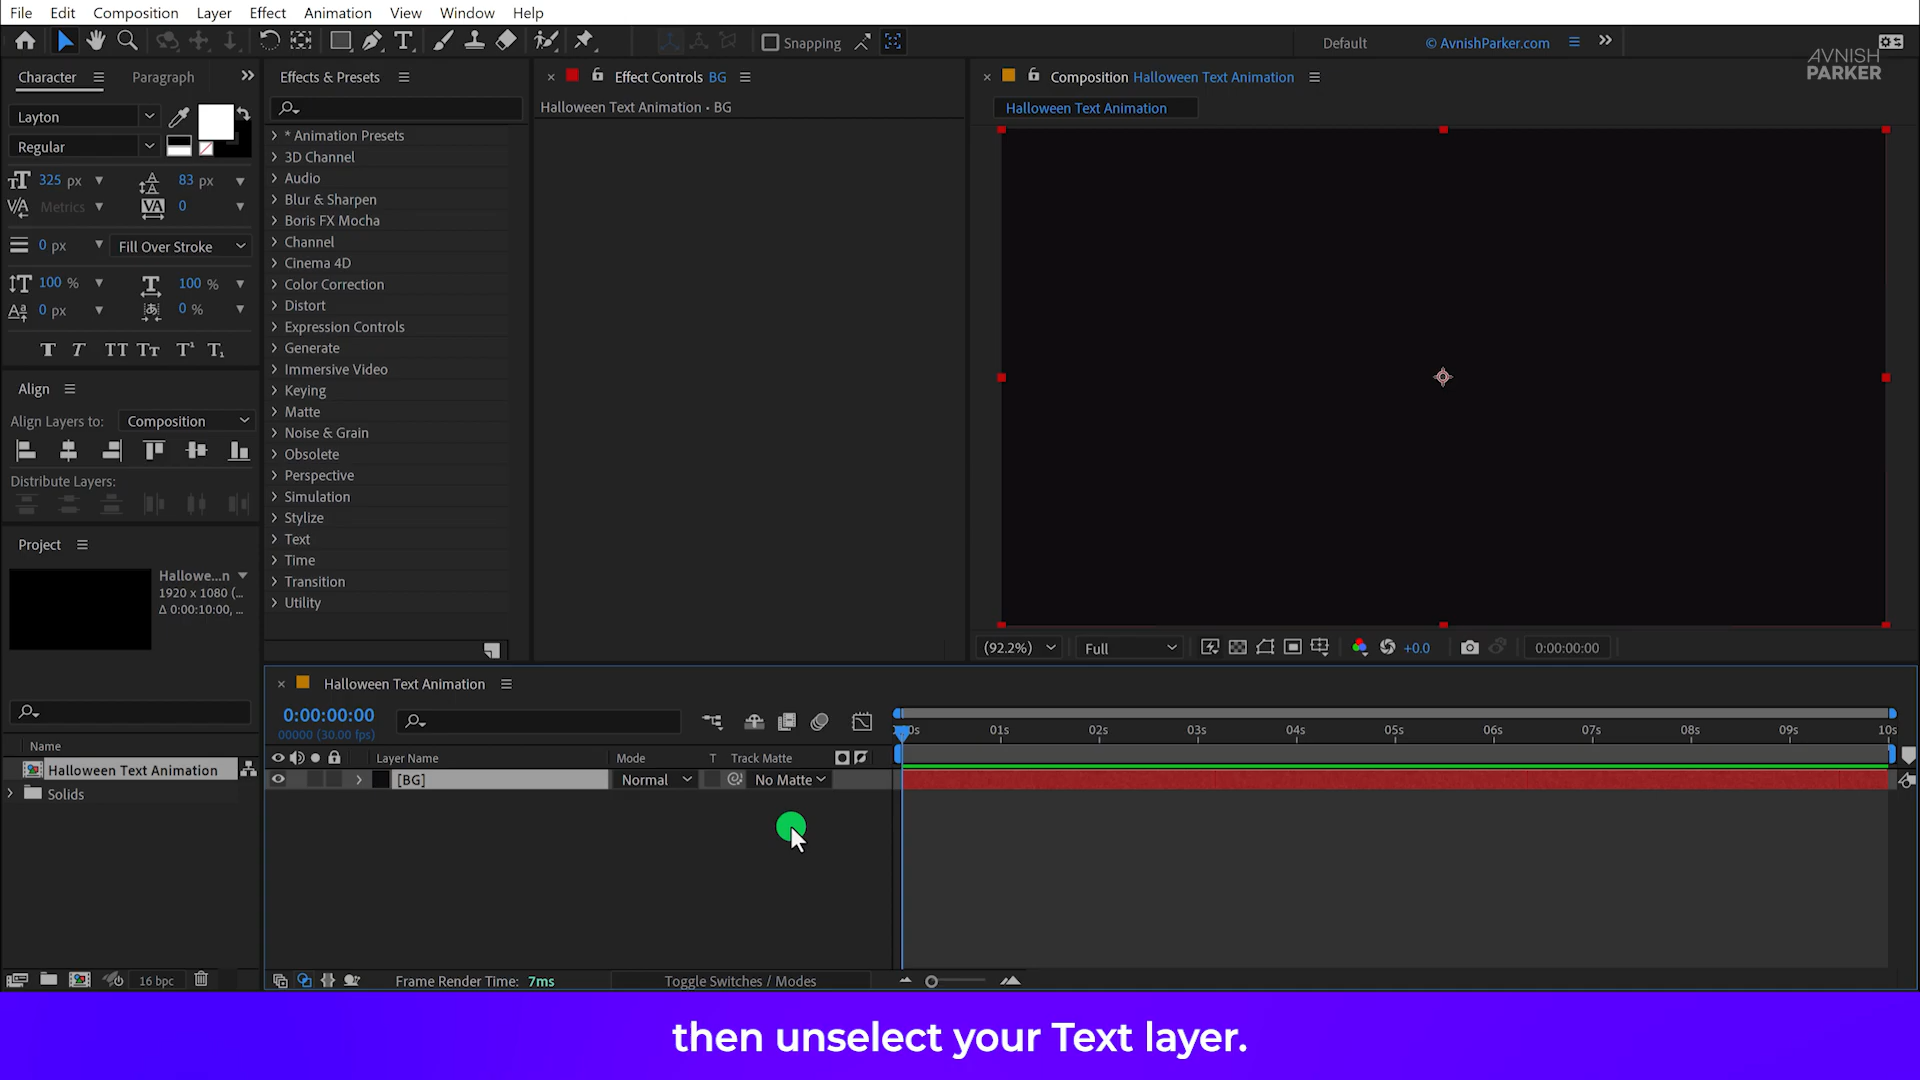 File Edit Composition Layer Effect Animation View Window Help
Snapping Default © AvnishParker.com
AVNISH
PARKER
Character Paragraph
Layton
Regular
325 px 83 px
Metrics 0
0 px Fill Over Stroke
100 % 100 %
0 px 0 %
Align
Align Layers to: Composition
Distribute Layers:
Project
Hallowe...n
1920 x 1080 (...
Δ 0:00:10:00, ...
Name
Halloween Text Animation
Solids
16 bpc
Effects & Presets
* Animation Presets
3D Channel
Audio
Blur & Sharpen
Boris FX Mocha
Channel
Cinema 4D
Color Correction
Distort
Expression Controls
Generate
Immersive Video
Keying
Matte
Noise & Grain
Obsolete
Perspective
Simulation
Stylize
Text
Time
Transition
Utility
Effect Controls BG
Halloween Text Animation • BG
Composition Halloween Text Animation
Halloween Text Animation
(92.2%) Full +0.0 0:00:00:00
Halloween Text Animation
0:00:00:00
00000 (30.00 fps)
0s 01s 02s 03s 04s 05s 06s 07s 08s 09s 10s
Layer Name Mode T Track Matte
[BG] Normal No Matte
Frame Render Time: 7ms Toggle Switches / Modes
then unselect your Text layer.